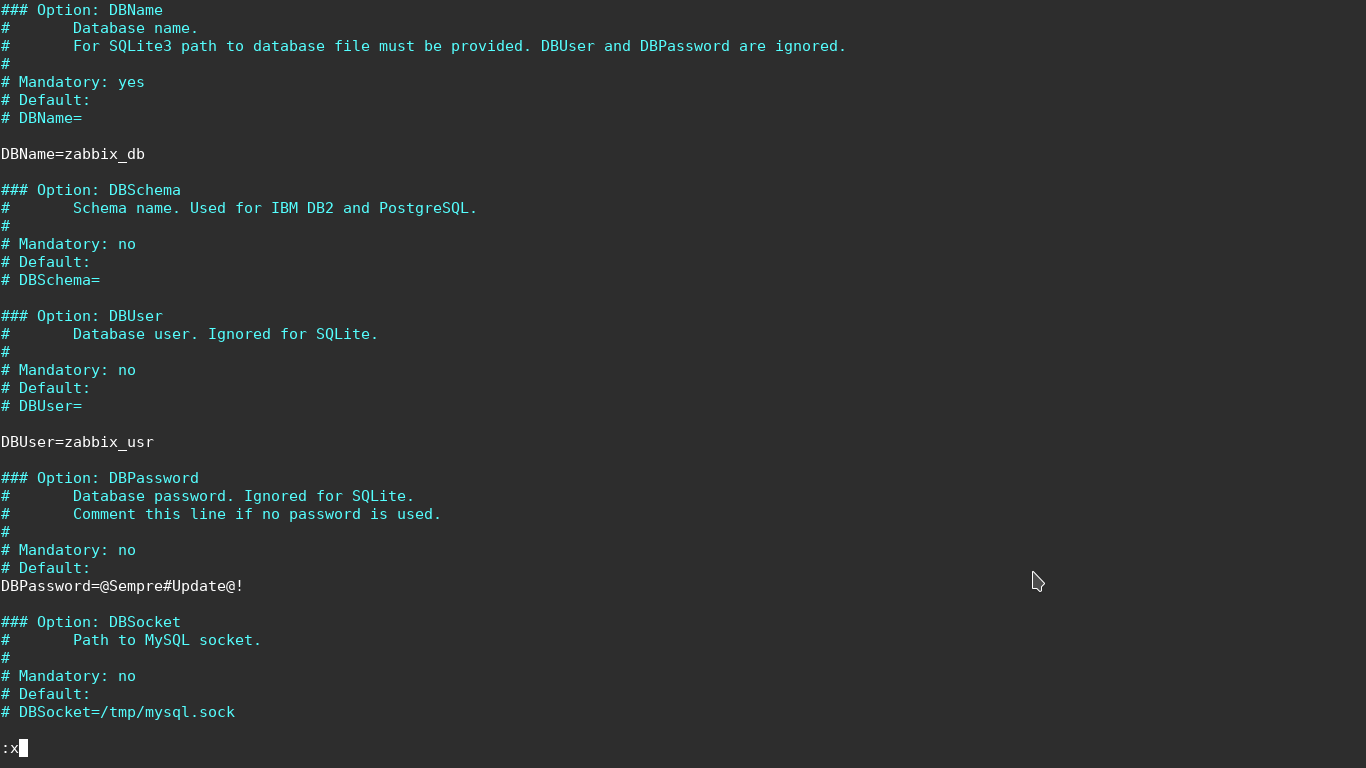 ### Option: DBName
#       Database name.
#       For SQLite3 path to database file must be provided. DBUser and DBPassword are ignored.
#
# Mandatory: yes
# Default:
# DBName=

DBName=zabbix_db

### Option: DBSchema
#       Schema name. Used for IBM DB2 and PostgreSQL.
#
# Mandatory: no
# Default:
# DBSchema=

### Option: DBUser
#       Database user. Ignored for SQLite.
#
# Mandatory: no
# Default:
# DBUser=

DBUser=zabbix_usr

### Option: DBPassword
#       Database password. Ignored for SQLite.
#       Comment this line if no password is used.
#
# Mandatory: no
# Default:
DBPassword=@Sempre#Update@!

### Option: DBSocket
#       Path to MySQL socket.
#
# Mandatory: no
# Default:
# DBSocket=/tmp/mysql.sock

:x